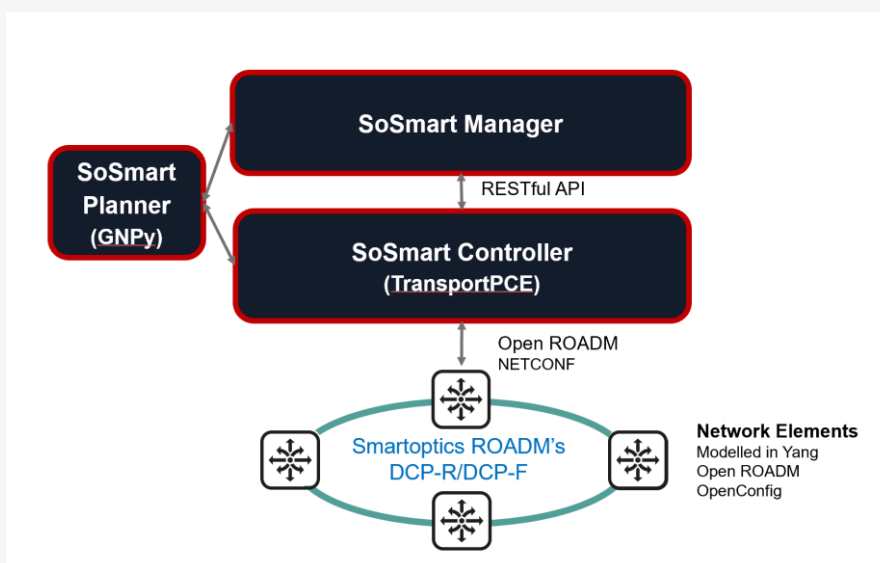 SoSmart Manager
SoSmart
Planner
(GNPy)
RESTful API
SoSmart Controller
(TransportPCE)
Open ROADM
NETCONF
Smartoptics ROADM's
DCP-R/DCP-F
Network Elements
Modelled in Yang
Open ROADM
OpenConfig